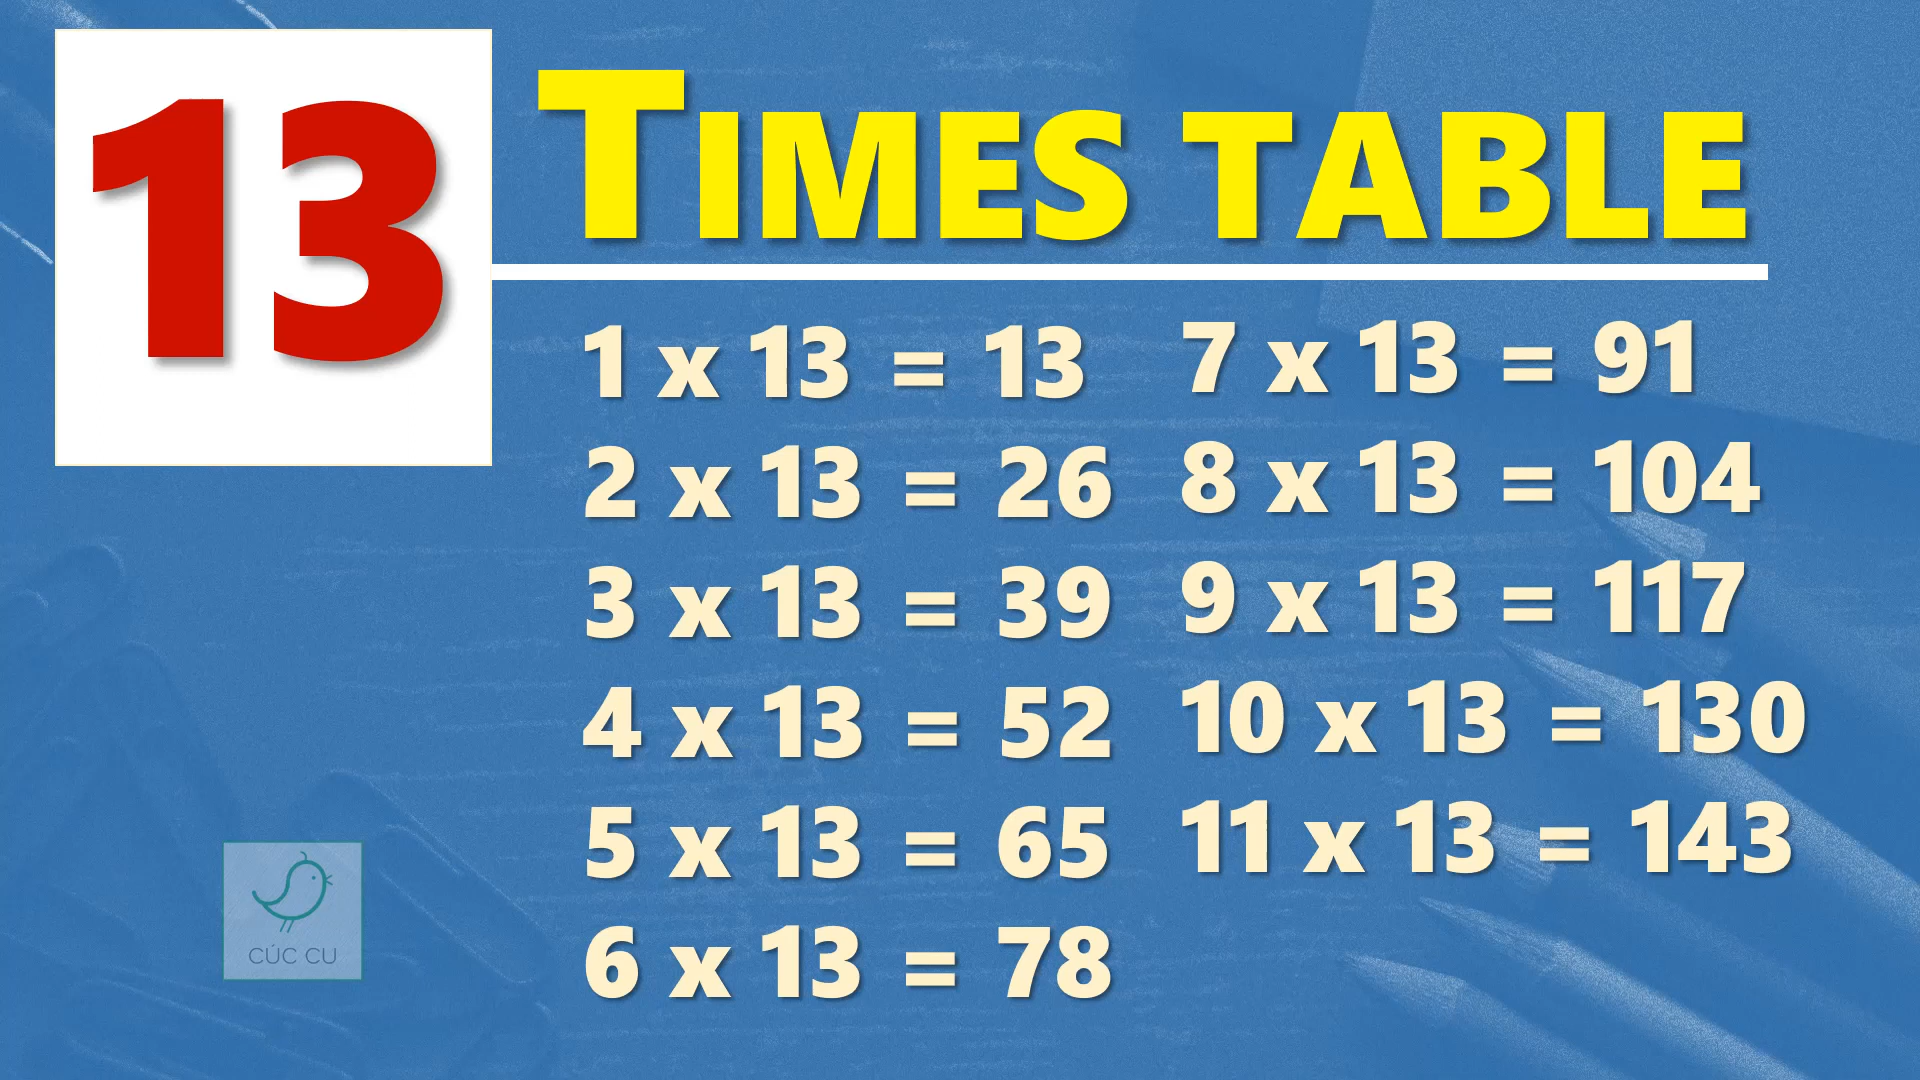 13
TIMES TABLE
1 x 13 = 13
2 x 13 = 26
3 x 13 = 39
4 x 13 = 52
5 x 13 = 65
6 x 13 = 78
7 x 13 = 91
8 x 13 = 104
9 x 13 = 117
10 x 13 = 130
11 x 13 = 143
CÚC CU